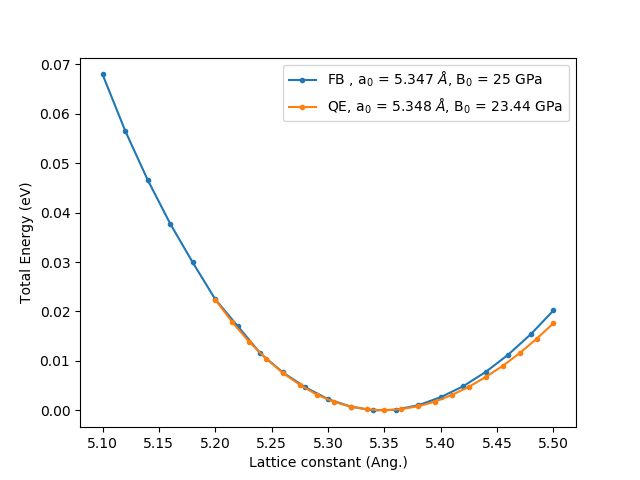 FB , a₀ = 5.347 Å, B₀ = 25 GPa
QE, a₀ = 5.348 Å, B₀ = 23.44 GPa
Total Energy (eV)
0.07
0.06
0.05
0.04
0.03
0.02
0.01
0.00
5.10 5.15 5.20 5.25 5.30 5.35 5.40 5.45 5.50
Lattice constant (Ang.)